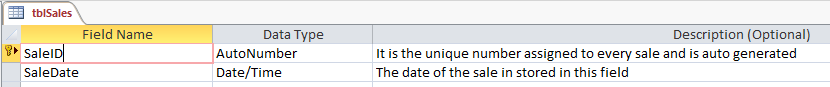 tblSales
Field Name Data Type Description (Optional)
SaleID AutoNumber It is the unique number assigned to every sale and is auto generated
SaleDate Date/Time The date of the sale in stored in this field